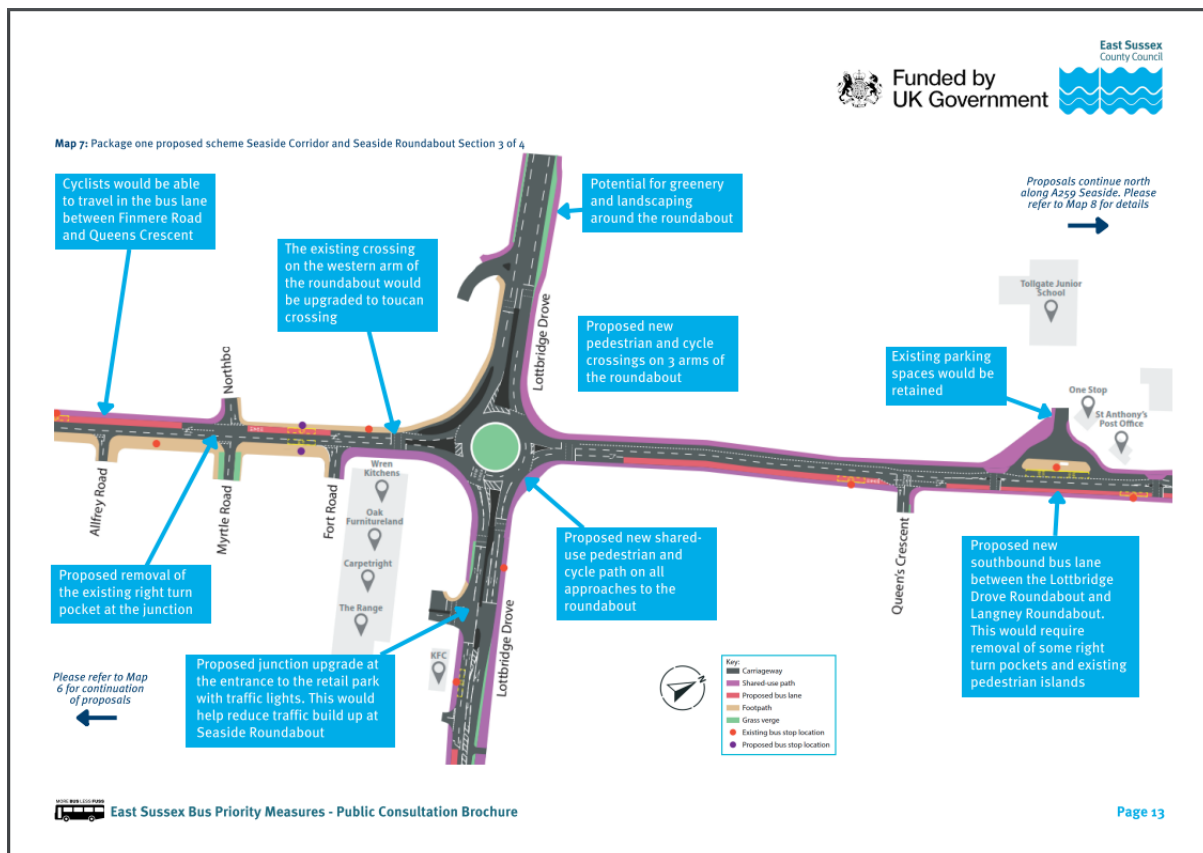 East Sussex
County Council
Funded by
UK Government
Map 7: Package one proposed scheme Seaside Corridor and Seaside Roundabout Section 3 of 4
Cyclists would be able
to travel in the bus lane
between Finmere Road
and Queens Crescent
The existing crossing
on the western arm of
the roundabout would
be upgraded to toucan
crossing
Potential for greenery
and landscaping
around the roundabout
Proposals continue north
along A259 Seaside. Please
refer to Map 8 for details
Tollgate Junior
School
Lottbridge Drove
Proposed new
pedestrian and cycle
crossings on 3 arms of
the roundabout
Existing parking
spaces would be
retained
One Stop
St Anthony's
Post Office
Northbo
Allfrey Road
Myrtle Road
Fort Road
Wren
Kitchens
Oak
Furnitureland
Carpetright
The Range
KFC
Lottbridge Drove
Queen's Crescent
Proposed removal of
the existing right turn
pocket at the junction
Proposed new shared-
use pedestrian and
cycle path on all
approaches to the
roundabout
Proposed new
southbound bus lane
between the Lottbridge
Drove Roundabout and
Langney Roundabout.
This would require
removal of some right
turn pockets and existing
pedestrian islands
Please refer to Map
6 for continuation
of proposals
Proposed junction upgrade at
the entrance to the retail park
with traffic lights. This would
help reduce traffic build up at
Seaside Roundabout
N
Key:
Carriageway
Shared-use path
Proposed bus lane
Footpath
Grass verge
Existing bus stop location
Proposed bus stop location
MORE BUS LESS FUSS
East Sussex Bus Priority Measures - Public Consultation Brochure
Page 13